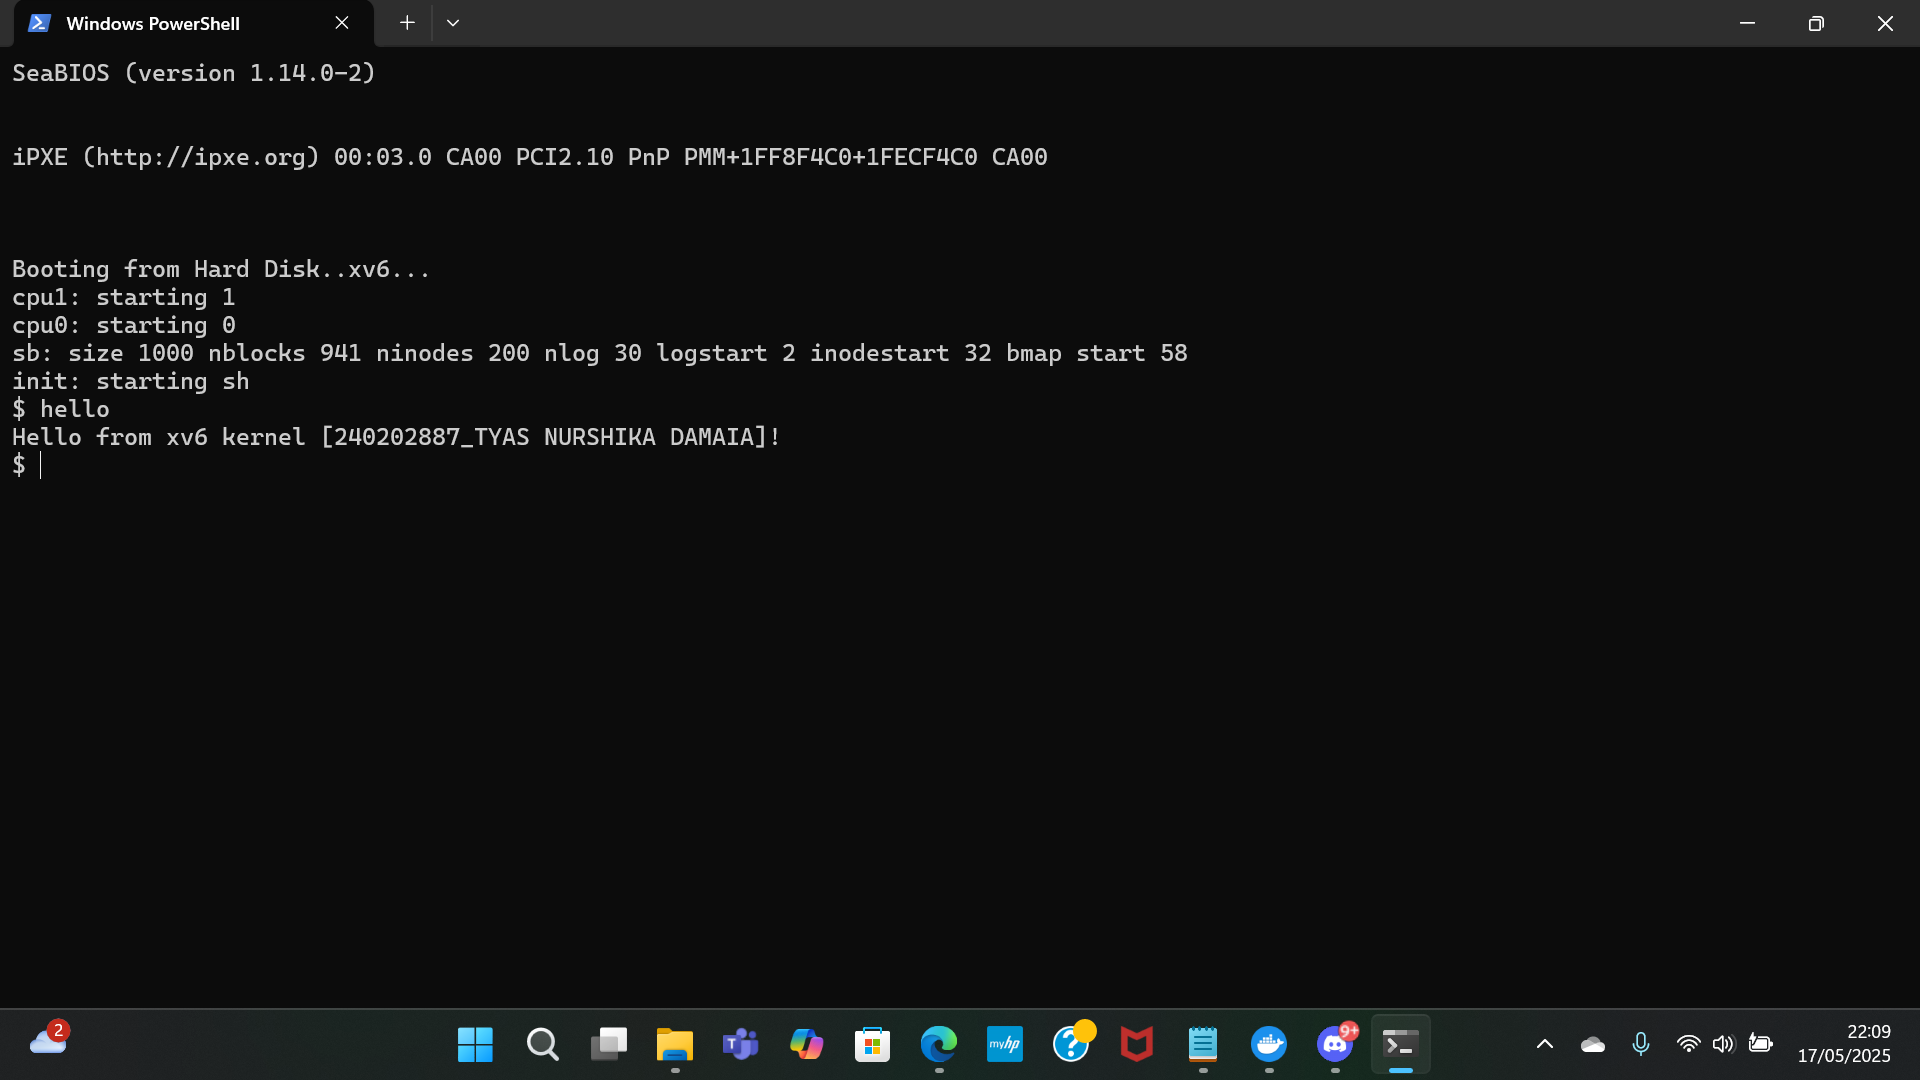 Windows PowerShell
SeaBIOS (version 1.14.0-2)
iPXE (http://ipxe.org) 00:03.0 CA00 PCI2.10 PnP PMM+1FF8F4C0+1FECF4C0 CA00
Booting from Hard Disk..xv6...
cpu1: starting 1
cpu0: starting 0
sb: size 1000 nblocks 941 ninodes 200 nlog 30 logstart 2 inodestart 32 bmap start 58
init: starting sh
$ hello
Hello from xv6 kernel [240202887_TYAS NURSHIKA DAMAIA]!
$
2
T
myhp
?
9+
22:09
17/05/2025